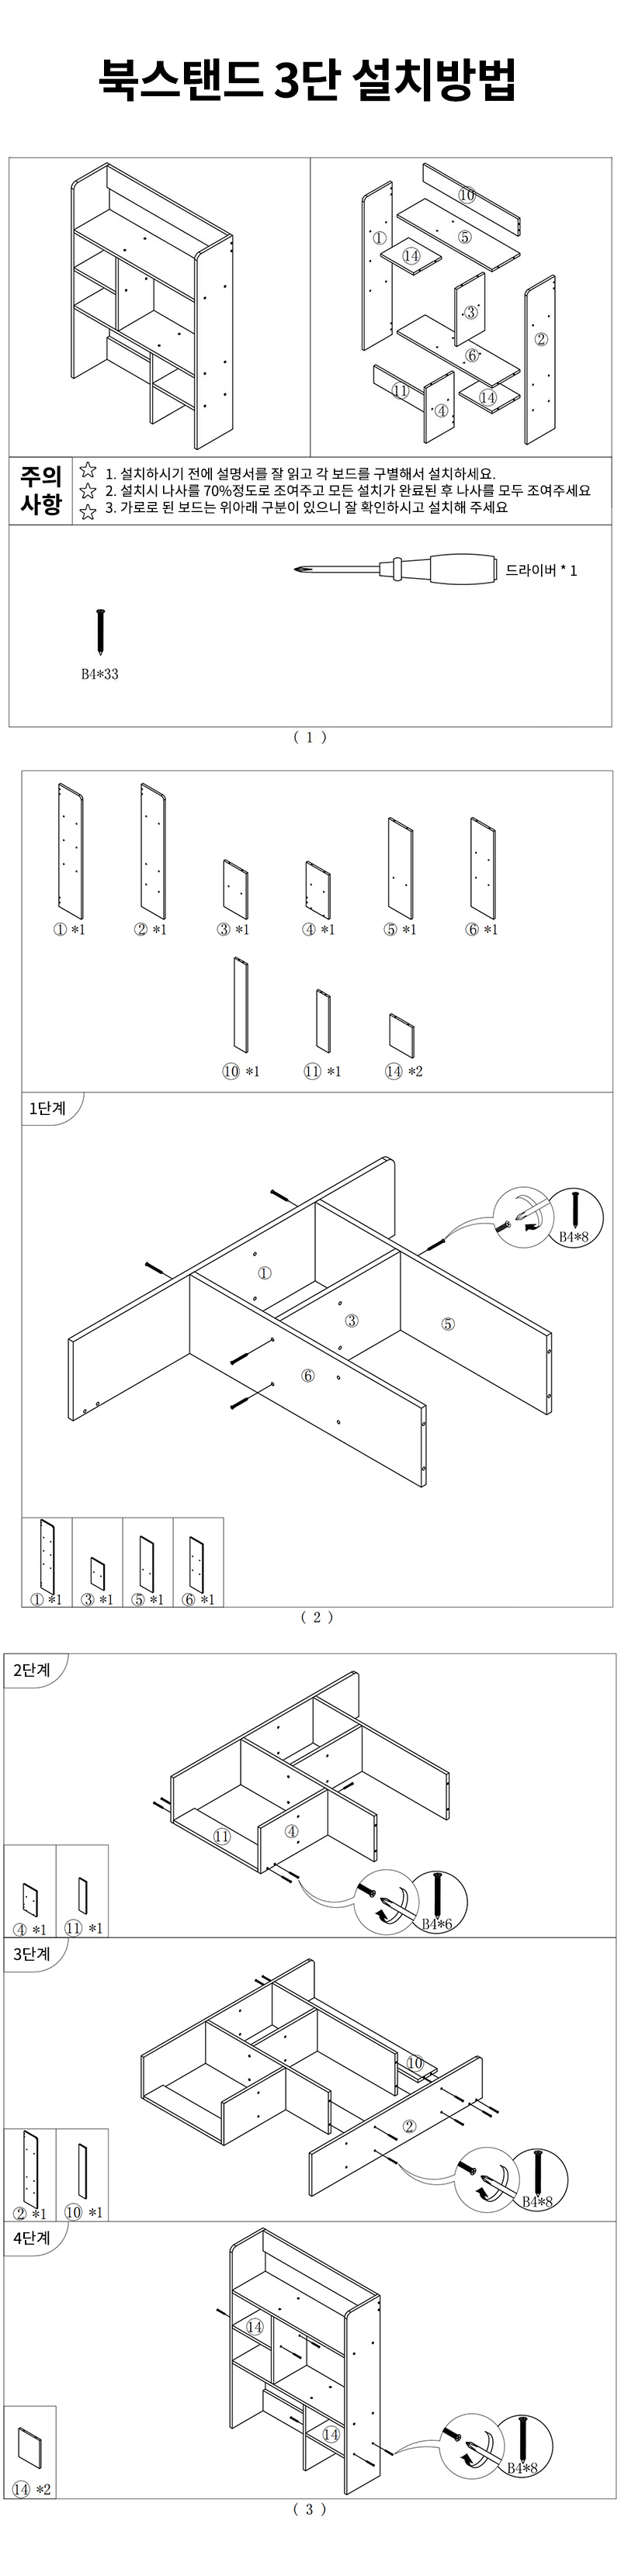 북스탠드 3단 설치방법
⑩
①
⑤
⑭
③
②
⑥
⑪
⑭
④
주의
사항
☆ 1. 설치하시기 전에 설명서를 잘 읽고 각 보드를 구별해서 설치하세요.
☆ 2. 설치시 나사를 70%정도로 조여주고 모든 설치가 완료된 후 나사를 모두 조여주세요
☆ 3. 가로로 된 보드는 위아래 구분이 있으니 잘 확인하시고 설치해 주세요
드라이버 * 1
B4*33
( 1 )
① *1 ② *1 ③ *1 ④ *1 ⑤ *1 ⑥ *1
⑩ *1 ⑪ *1 ⑭ *2
1단계
B4*8
①
③
⑤
⑥
① *1 ③ *1 ⑤ *1 ⑥ *1
( 2 )
2단계
④
⑪
B4*6
④ *1 ⑪ *1
3단계
⑩
②
B4*8
② *1 ⑩ *1
4단계
⑭
⑭
B4*8
⑭ *2
( 3 )